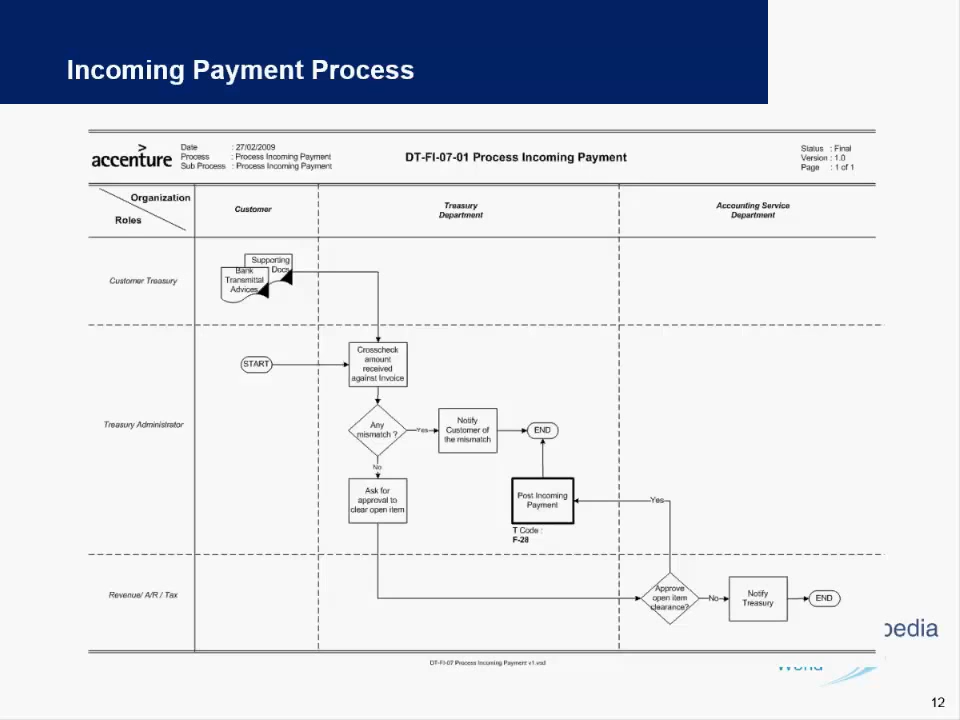 Incoming Payment Process
accenture
>
Date : 27/02/2009
Process : Process Incoming Payment
Sub Process : Process Incoming Payment
DT-FI-07-01 Process Incoming Payment
Status : Final
Version : 1.0
Page : 1 of 1
Organization
Roles
Customer
Treasury
Department
Accounting Service
Department
Customer Treasury
Supporting
Docs
Bank
Transmittal
Advices
START
Crosscheck
amount
received
against Invoice
Treasury Administrator
Any
mismatch ?
Yes
Notify
Customer of
the mismatch
END
No
Ask for
approval to
clear open item
Post Incoming
Payment
Yes
T Code :
F-28
Revenue/ A/R / Tax
Approve
open item
clearance?
No
Notify
Treasury
END
pedia
World
DT-FI-07 Process Incoming Payment v1.vsd
12